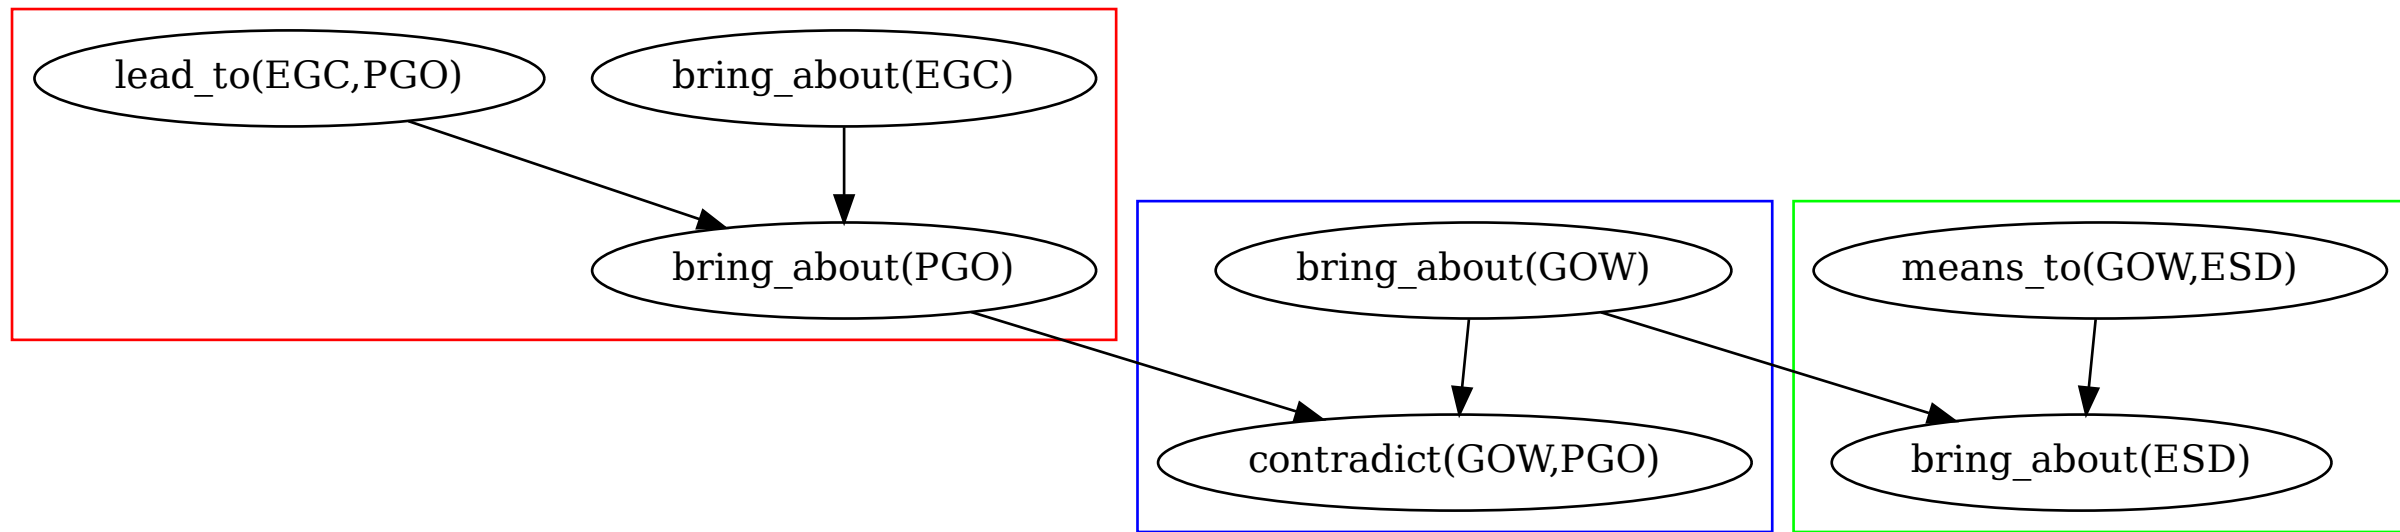 lead_to(EGC,PGO)
bring_about(EGC)
bring_about(PGO)
bring_about(GOW)
means_to(GOW,ESD)
contradict(GOW,PGO)
bring_about(ESD)